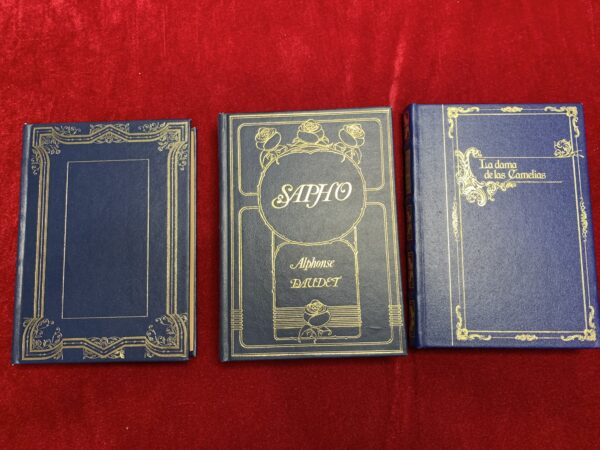 SAPHO
Alphonse
DAUDET
La dama
de las Camelias